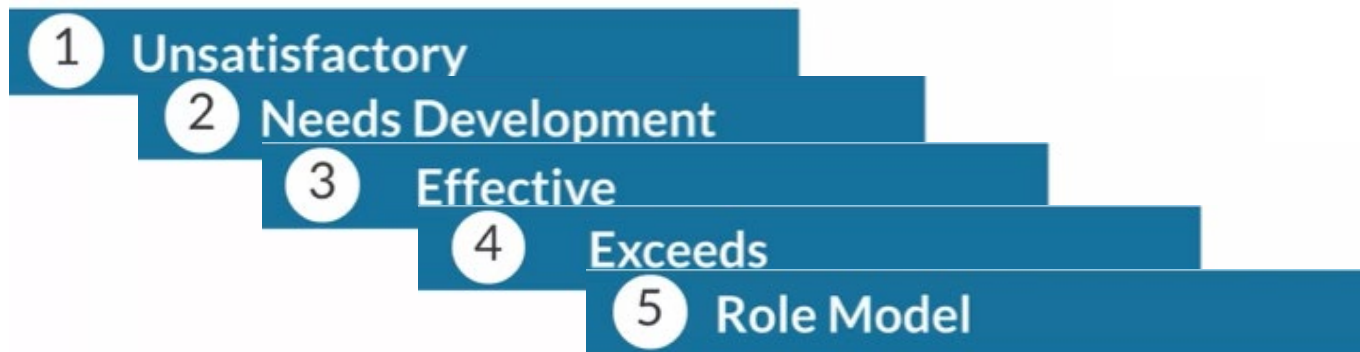 1 Unsatisfactory
2 Needs Development
3 Effective
4 Exceeds
5 Role Model